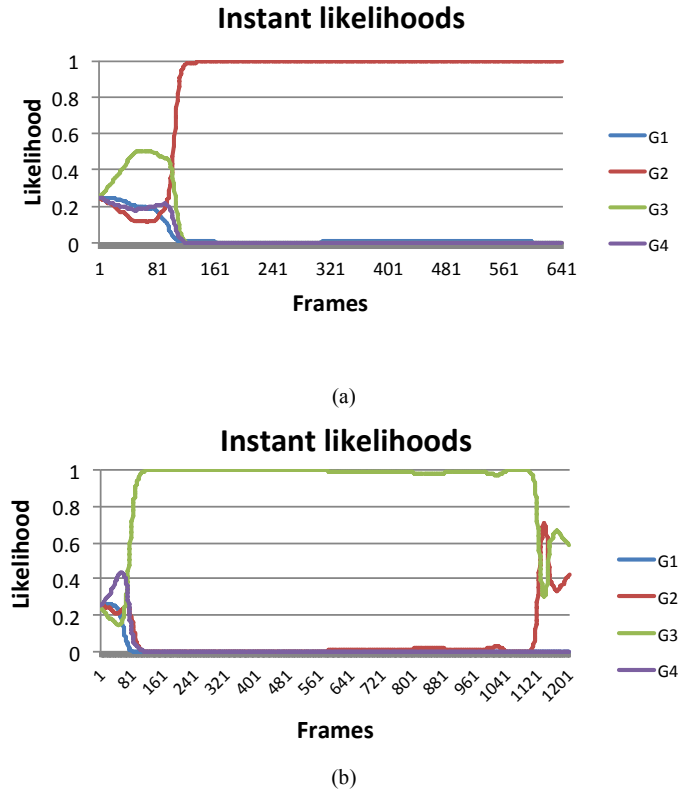 Instant likelihoods
Likelihood
1
0.8
0.6
0.4
0.2
0
1 81 161 241 321 401 481 561 641
Frames
G1
G2
G3
G4
(a)
Instant likelihoods
Likelihood
1
0.8
0.6
0.4
0.2
0
1 81 161 241 321 401 481 561 641 721 801 881 961 1041 1121 1201
Frames
G1
G2
G3
G4
(b)